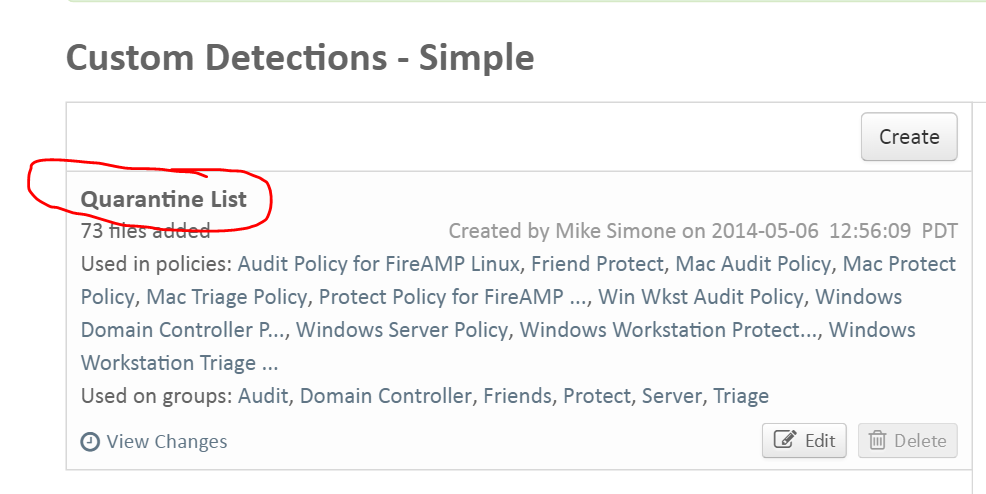 Custom Detections - Simple
Create
Quarantine List
73 files added
Created by Mike Simone on 2014-05-06 12:56:09 PDT
Used in policies: Audit Policy for FireAMP Linux, Friend Protect, Mac Audit Policy, Mac Protect
Policy, Mac Triage Policy, Protect Policy for FireAMP ..., Win Wkst Audit Policy, Windows
Domain Controller P..., Windows Server Policy, Windows Workstation Protect..., Windows
Workstation Triage ...
Used on groups: Audit, Domain Controller, Friends, Protect, Server, Triage
View Changes
Edit
Delete